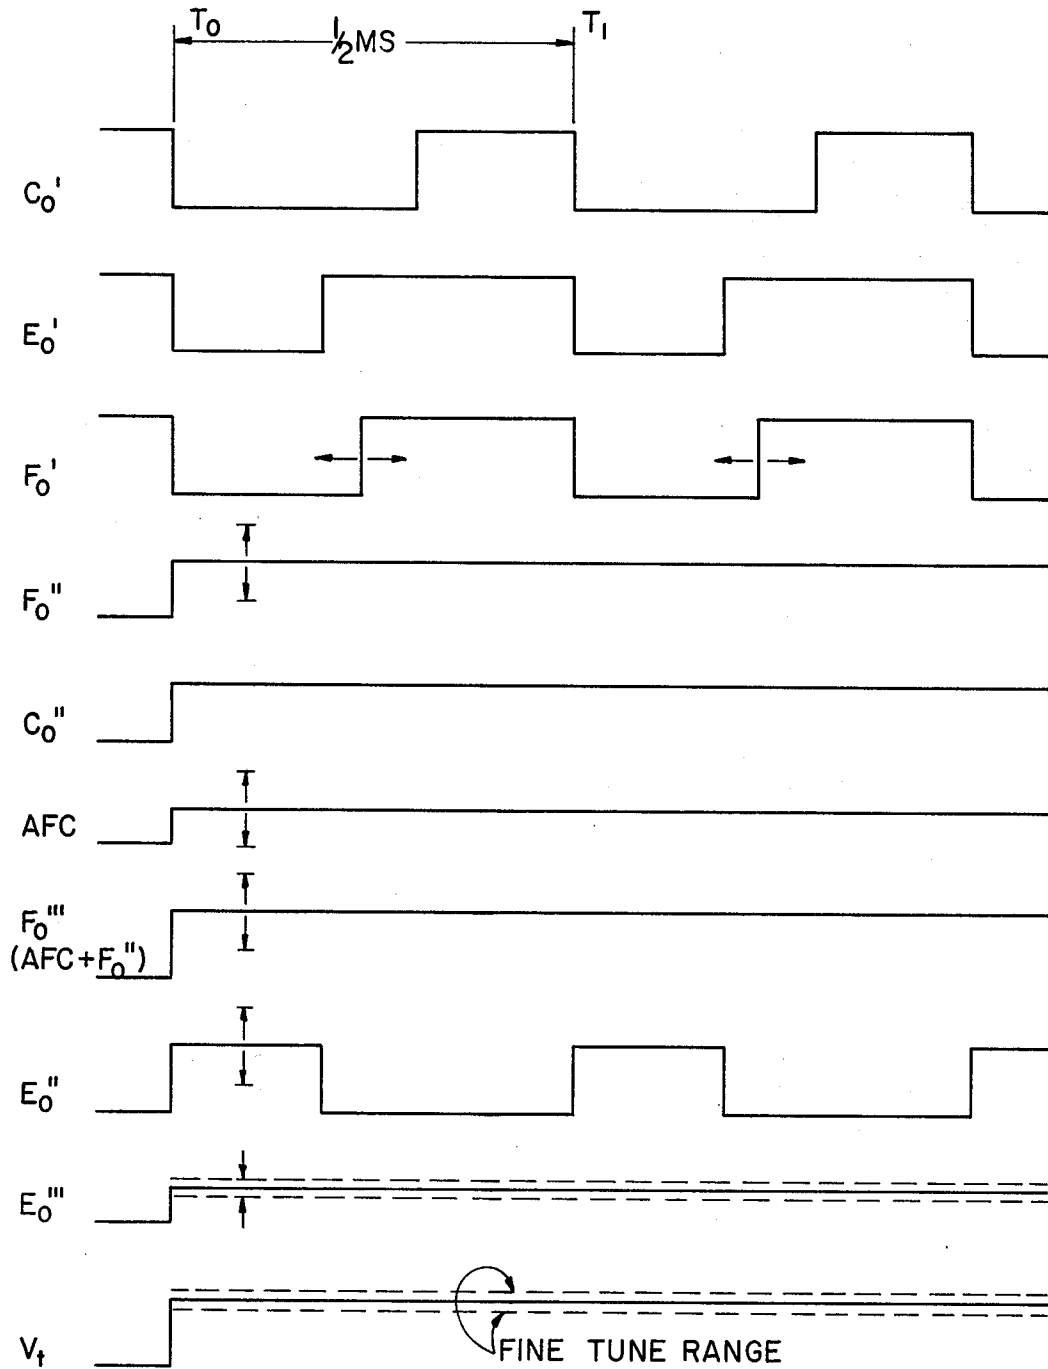 T₀ ½MS T₁
C₀'
E₀'
F₀'
F₀''
C₀''
AFC
F₀'''
(AFC+F₀'')
E₀''
E₀'''
Vₜ
FINE TUNE RANGE